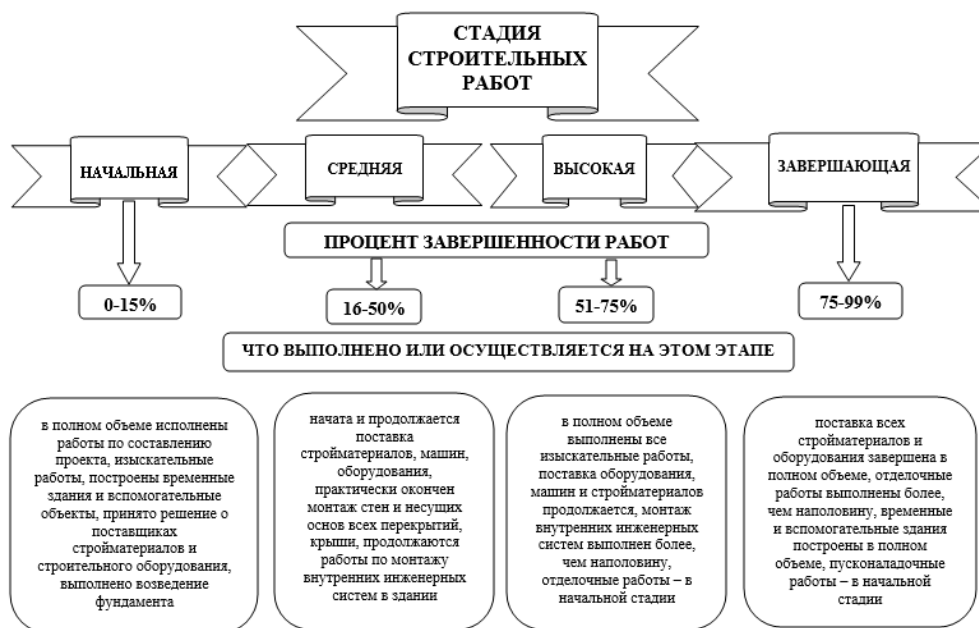 СТАДИЯ
СТРОИТЕЛЬНЫХ
РАБОТ
НАЧАЛЬНАЯ
СРЕДНЯЯ
ВЫСОКАЯ
ЗАВЕРШАЮЩАЯ
ПРОЦЕНТ ЗАВЕРШЕННОСТИ РАБОТ
0-15%
16-50%
51-75%
75-99%
ЧТО ВЫПОЛНЕНО ИЛИ ОСУЩЕСТВЛЯЕТСЯ НА ЭТОМ ЭТАПЕ
в полном объеме исполнены
работы по составлению
проекта, изыскательные
работы, построены временные
здания и вспомогательные
объекты, принято решение о
поставщиках
стройматериалов и
строительного оборудования,
выполнено возведение
фундамента
начата и продолжается
поставка
стройматериалов, машин,
оборудования,
практически окончен
монтаж стен и несущих
основ всех перекрытий,
крыши, продолжаются
работы по монтажу
внутренних инженерных
систем в здании
в полном объеме
выполнены все
изыскательные работы,
поставка оборудования,
машин и стройматериалов
продолжается, монтаж
внутренних инженерных
систем выполнен более,
чем наполовину,
отделочные работы – в
начальной стадии
поставка всех
стройматериалов и
оборудования завершена в
полном объеме, отделочные
работы выполнены более,
чем наполовину, временные
и вспомогательные здания
построены в полном
объеме, пусконаладочные
работы – в начальной
стадии